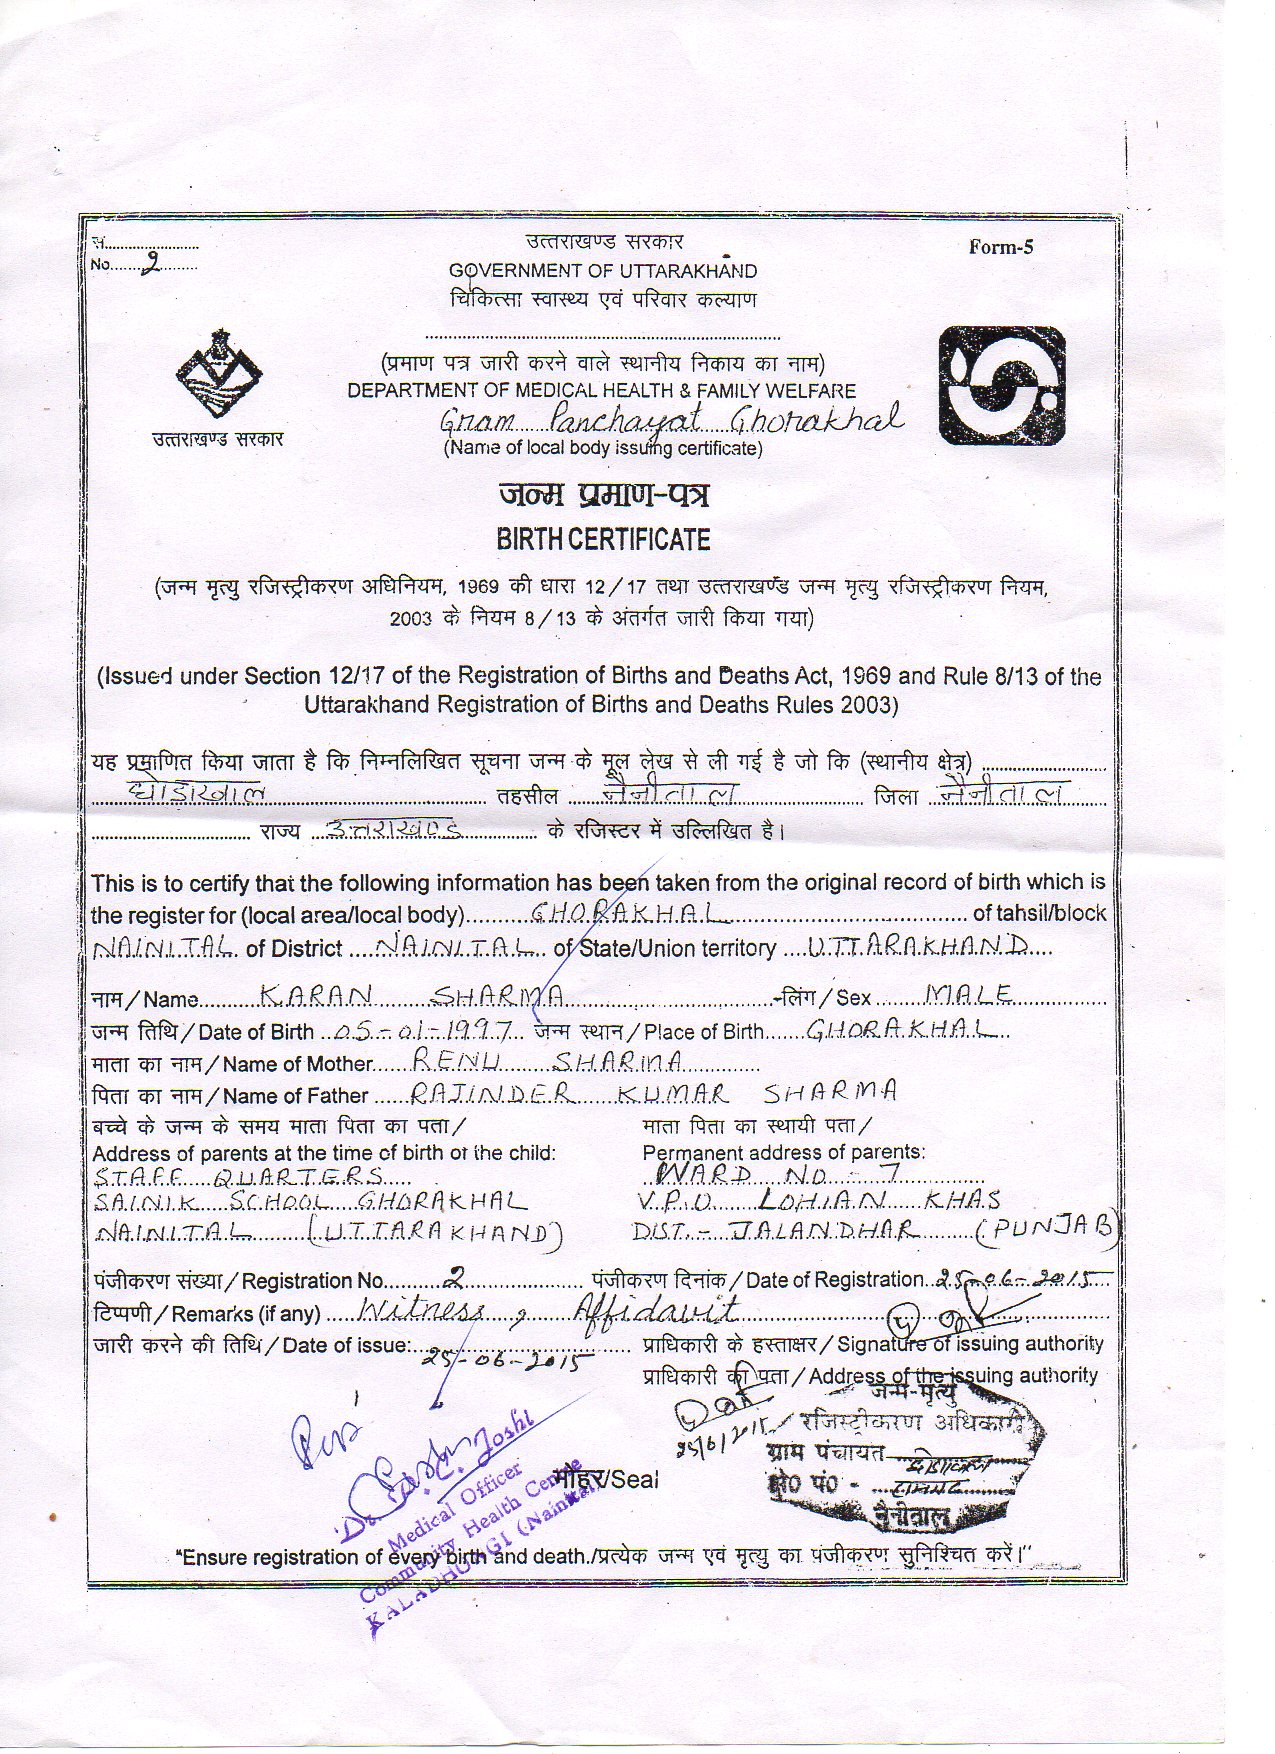 सं..........................
No.......2..........
उत्तराखण्ड सरकार
Form-5
GOVERNMENT OF UTTARAKHAND
चिकित्सा स्वास्थ्य एवं परिवार कल्याण
(प्रमाण पत्र जारी करने वाले स्थानीय निकाय का नाम)
DEPARTMENT OF MEDICAL HEALTH & FAMILY WELFARE
Gram Panchayat Ghorakhal
(Name of local body issuing certificate)
उत्तराखण्ड सरकार
जन्म प्रमाण-पत्र
BIRTH CERTIFICATE
(जन्म मृत्यु रजिस्ट्रीकरण अधिनियम, 1969 की धारा 12/17 तथा उत्तराखण्ड जन्म मृत्यु रजिस्ट्रीकरण नियम,
2003 के नियम 8/13 के अंतर्गत जारी किया गया)
(Issued under Section 12/17 of the Registration of Births and Deaths Act, 1969 and Rule 8/13 of the
Uttarakhand Registration of Births and Deaths Rules 2003)
यह प्रमाणित किया जाता है कि निम्नलिखित सूचना जन्म के मूल लेख से ली गई है जो कि (स्थानीय क्षेत्र)
घोड़ाखाल तहसील नैनीताल जिला नैनीताल
राज्य उत्तराखण्ड के रजिस्टर में उल्लिखित है।
This is to certify that the following information has been taken from the original record of birth which is
the register for (local area/local body) GHORAKHAL of tahsil/block
NAINITAL of District NAINITAL of State/Union territory UTTARAKHAND
नाम/Name KARAN SHARMA लिंग/Sex MALE
जन्म तिथि/Date of Birth 05-01-1997 जन्म स्थान/Place of Birth GHORAKHAL
माता का नाम/Name of Mother RENU SHARMA
पिता का नाम/Name of Father RAJINDER KUMAR SHARMA
बच्चे के जन्म के समय माता पिता का पता/ माता पिता का स्थायी पता/
Address of parents at the time of birth of the child: Permanent address of parents:
STAFF QUARTERS WARD NO - 7
SAINIK SCHOOL GHORAKHAL V.P.O LOHIAN KHAS
NAINITAL (UTTARAKHAND) DIST. - JALANDHAR (PUNJAB)
पंजीकरण संख्या/Registration No. 2 पंजीकरण दिनांक/Date of Registration 25-06-2015
टिप्पणी/Remarks (if any) Witness, Affidavit
जारी करने की तिथि/Date of issue: 25-06-2015 प्राधिकारी के हस्ताक्षर/Signature of issuing authority
प्राधिकारी का पता/Address of the issuing authority
जन्म-मृत्यु
25/6/2015 रजिस्ट्रीकरण अधिकारी
ग्राम पंचायत
नैनीताल
मोहर/Seal
Joshi
Medical Officer
Community Health Centre
KALADHUNGI (Nainital)
"Ensure registration of every birth and death./प्रत्येक जन्म एवं मृत्यु का पंजीकरण सुनिश्चित करें।"